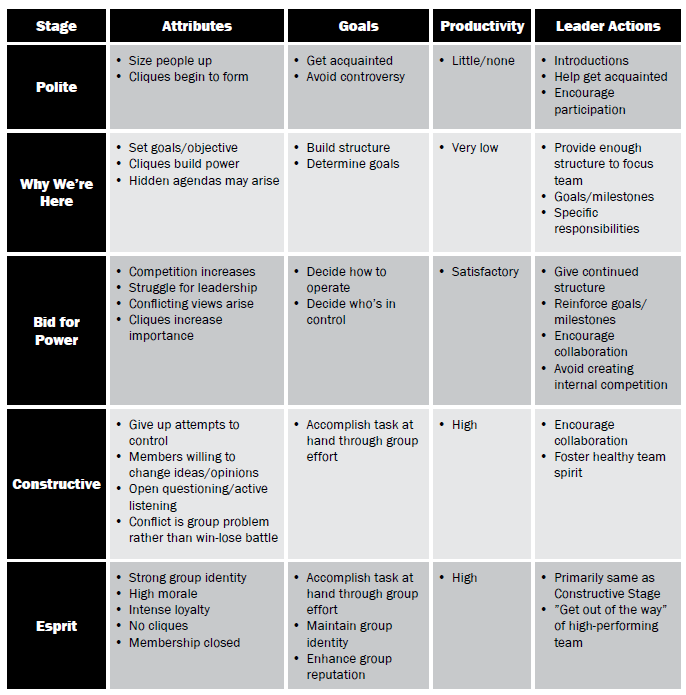 Stage Attributes Goals Productivity Leader Actions
Polite
• Size people up
• Cliques begin to form
• Get acquainted
• Avoid controversy
• Little/none
• Introductions
• Help get acquainted
• Encourage
participation
Why We’re
Here
• Set goals/objective
• Cliques build power
• Hidden agendas may arise
• Build structure
• Determine goals
• Very low
• Provide enough
structure to focus
team
• Goals/milestones
• Specific
responsibilities
Bid for
Power
• Competition increases
• Struggle for leadership
• Conflicting views arise
• Cliques increase
importance
• Decide how to
operate
• Decide who’s in
control
• Satisfactory
• Give continued
structure
• Reinforce goals/
milestones
• Encourage
collaboration
• Avoid creating
internal competition
Constructive
• Give up attempts to
control
• Members willing to
change ideas/opinions
• Open questioning/active
listening
• Conflict is group problem
rather than win-lose battle
• Accomplish task at
hand through group
effort
• High
• Encourage
collaboration
• Foster healthy team
spirit
Esprit
• Strong group identity
• High morale
• Intense loyalty
• No cliques
• Membership closed
• Accomplish task at
hand through group
effort
• Maintain group
identity
• Enhance group
reputation
• High
• Primarily same as
Constructive Stage
• ”Get out of the way”
of high-performing
team